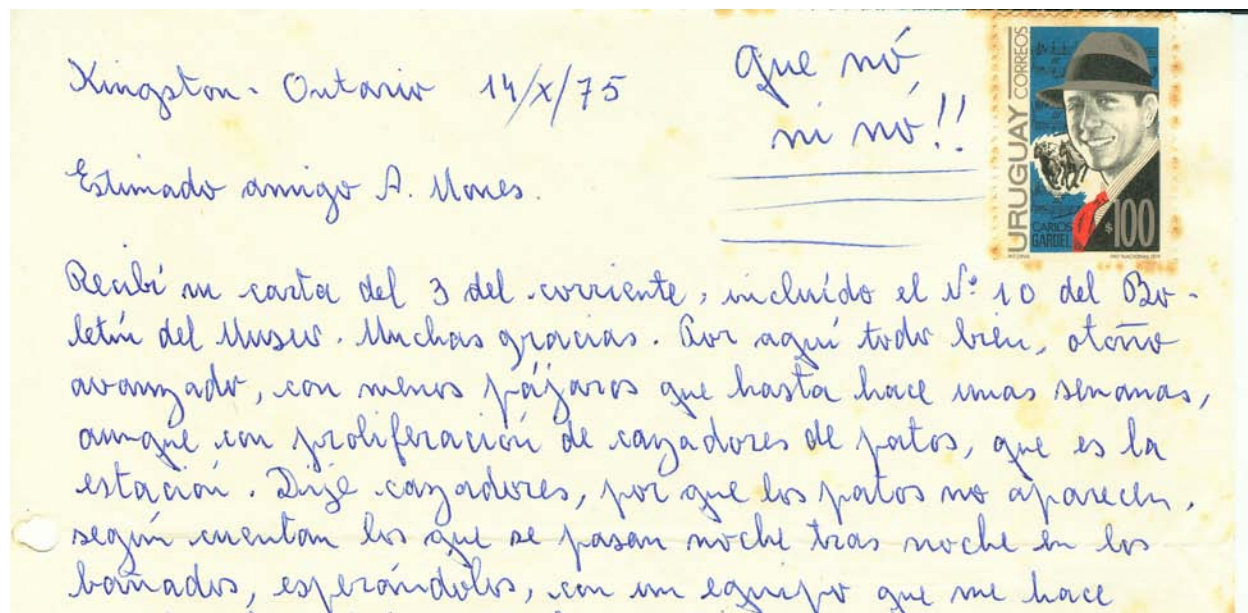 Kingston - Ontario 14/X/75
Que nó,
ni nó!!
URUGUAY CORREOS
CARLOS
GARDEL
$100
Estimado amigo A. Mones.
Recibí su carta del 3 del corriente, incluído el Nº 10 del Bo-
letín del Museo. Muchas gracias. Por aquí todo bien, otoño
avanzado, con menos pájaros que hasta hace unas semanas,
aunque con proliferación de cazadores de patos, que es la
estación. Dije cazadores, por que los patos no aparecen,
según cuentan los que se pasan noche tras noche en los
bañados, esperándolos, con un equipo que me hace